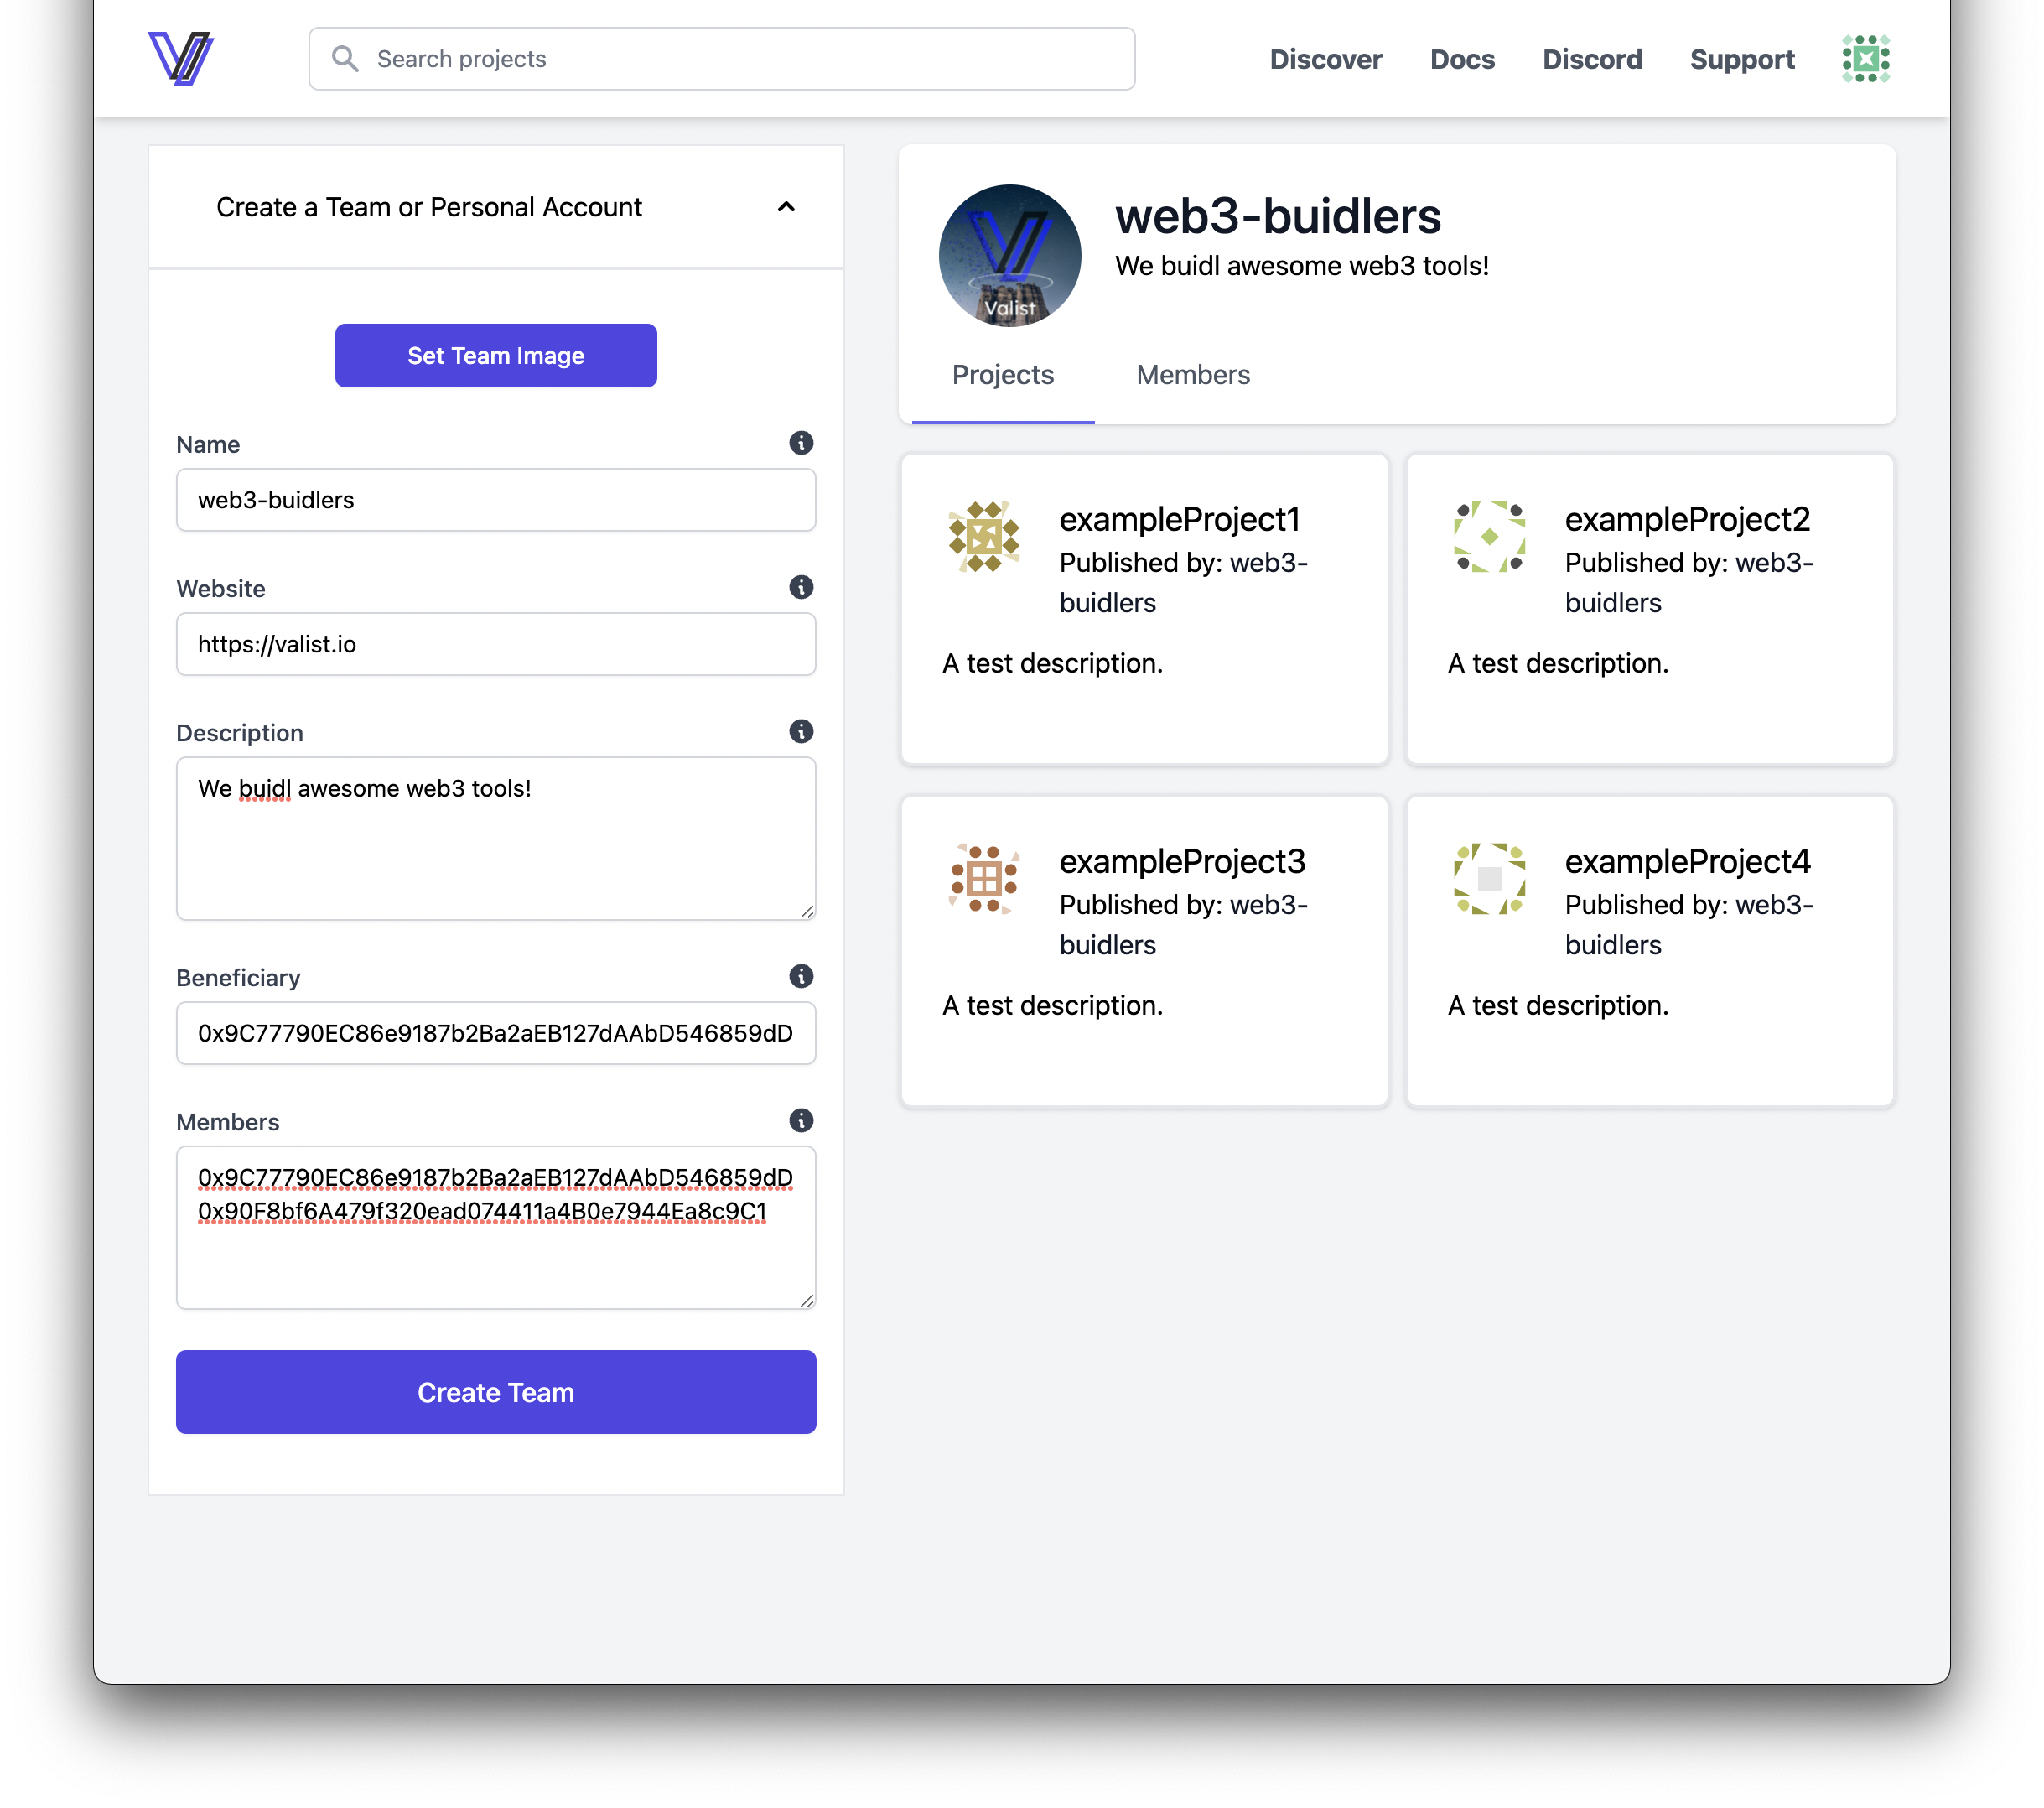 Search projects
Discover
Docs
Discord
Support
Create a Team or Personal Account
Set Team Image
Name
web3-buidlers
Website
https://valist.io
Description
We buidl awesome web3 tools!
Beneficiary
0x9C77790EC86e9187b2Ba2aEB127dAAbD546859dD
Members
0x9C77790EC86e9187b2Ba2aEB127dAAbD546859dD
0x90F8bf6A479f320ead074411a4B0e7944Ea8c9C1
Create Team
Valist
web3-buidlers
We buidl awesome web3 tools!
Projects
Members
exampleProject1
Published by: web3-
buidlers
A test description.
exampleProject2
Published by: web3-
buidlers
A test description.
exampleProject3
Published by: web3-
buidlers
A test description.
exampleProject4
Published by: web3-
buidlers
A test description.